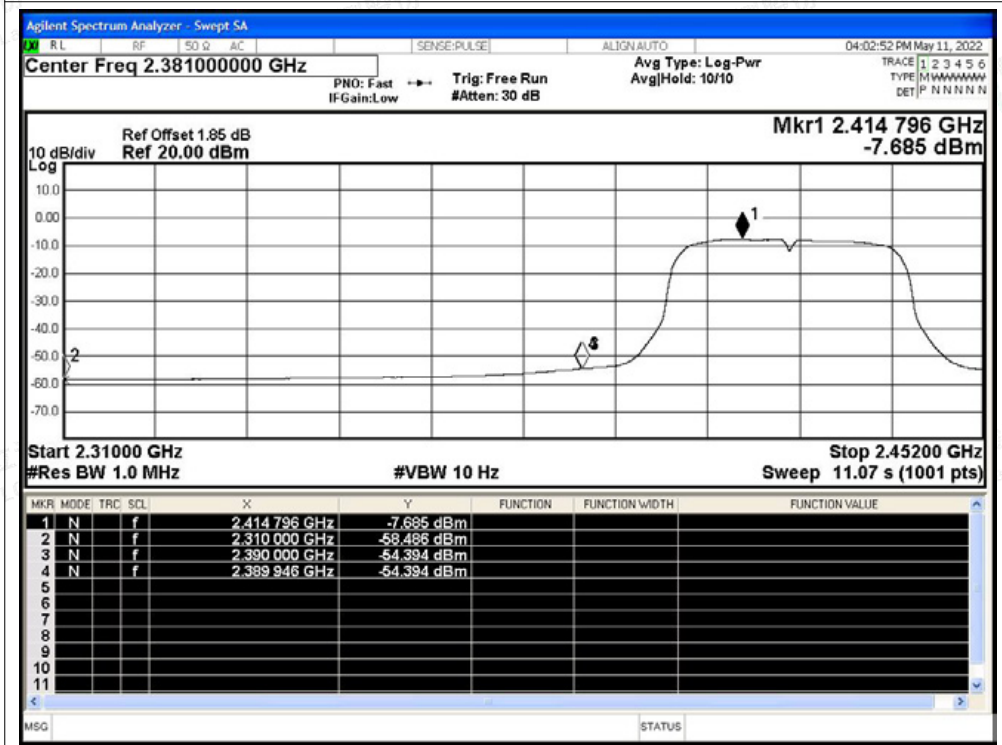 Agilent Spectrum Analyzer - Swept SA
RL RF 50 Ω AC SENSE:PULSE ALIGN AUTO 04:02:52 PM May 11, 2022
Center Freq 2.381000000 GHz
PNO: Fast
IFGain:Low
Trig: Free Run
#Atten: 30 dB
Avg Type: Log-Pwr
Avg|Hold: 10/10
TRACE 1 2 3 4 5 6
TYPE M W W W W W
DET P N N N N N
Ref Offset 1.85 dB
10 dB/div Ref 20.00 dBm
Log
Mkr1 2.414 796 GHz
-7.685 dBm
10.0
0.00
-10.0
-20.0
-30.0
-40.0
-50.0
-60.0
-70.0
1
2
Start 2.31000 GHz Stop 2.45200 GHz
#Res BW 1.0 MHz #VBW 10 Hz Sweep 11.07 s (1001 pts)
MKR MODE TRC SCL X Y FUNCTION FUNCTION WIDTH FUNCTION VALUE
1 N f 2.414 796 GHz -7.685 dBm
2 N f 2.310 000 GHz -58.486 dBm
3 N f 2.390 000 GHz -54.394 dBm
4 N f 2.389 946 GHz -54.394 dBm
5
6
7
8
9
10
11
MSG STATUS